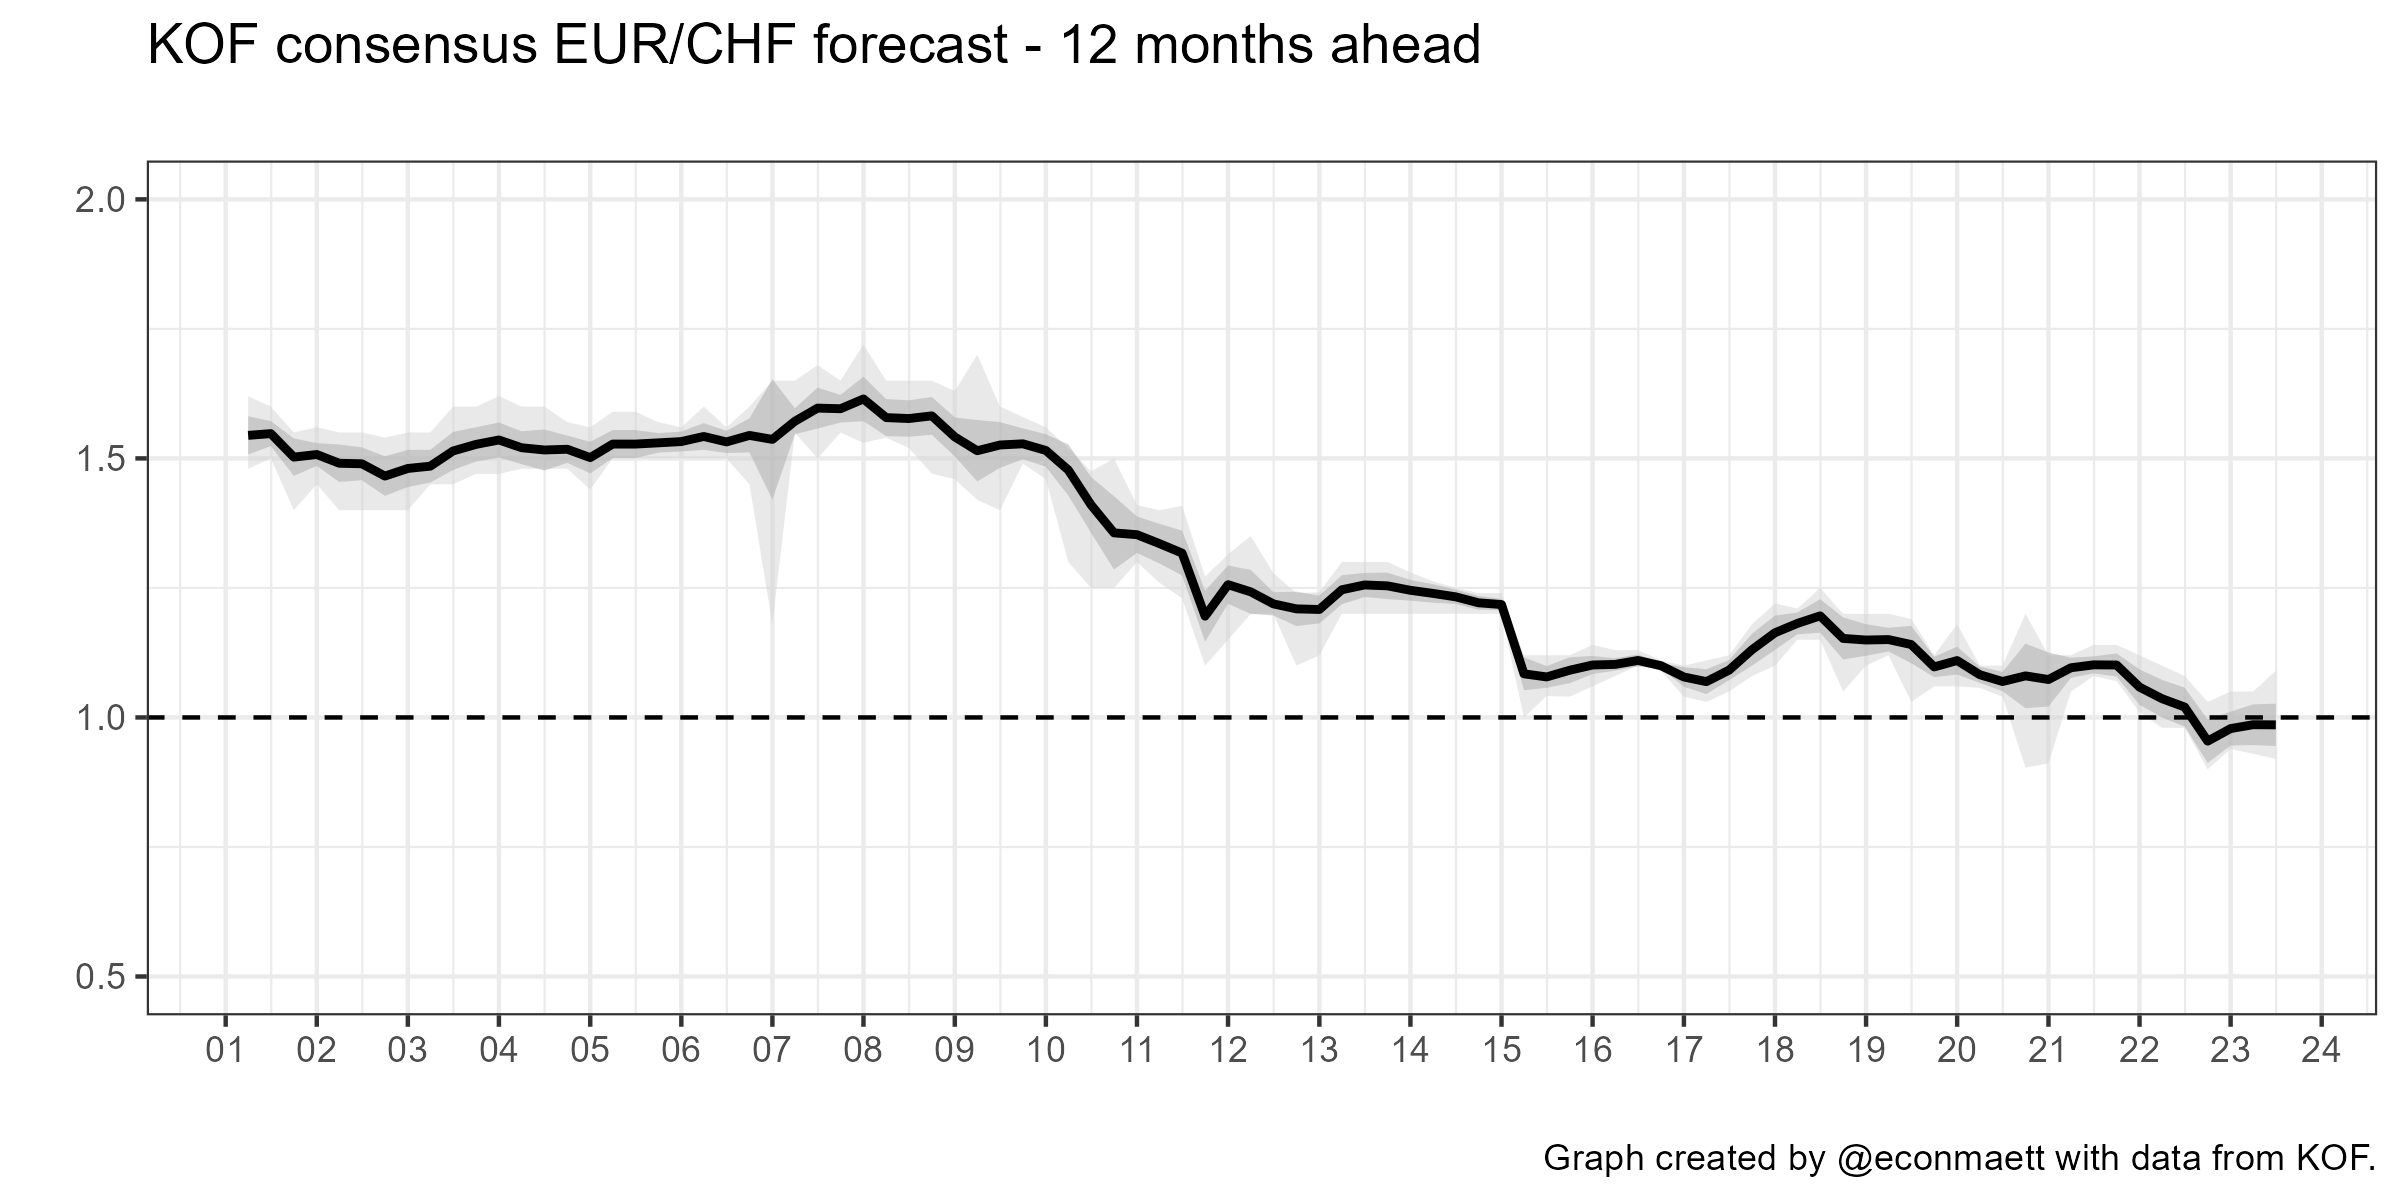 KOF consensus EUR/CHF forecast - 12 months ahead
2.0
1.5
1.0
0.5
01 02 03 04 05 06 07 08 09 10 11 12 13 14 15 16 17 18 19 20 21 22 23 24
Graph created by @econmaett with data from KOF.